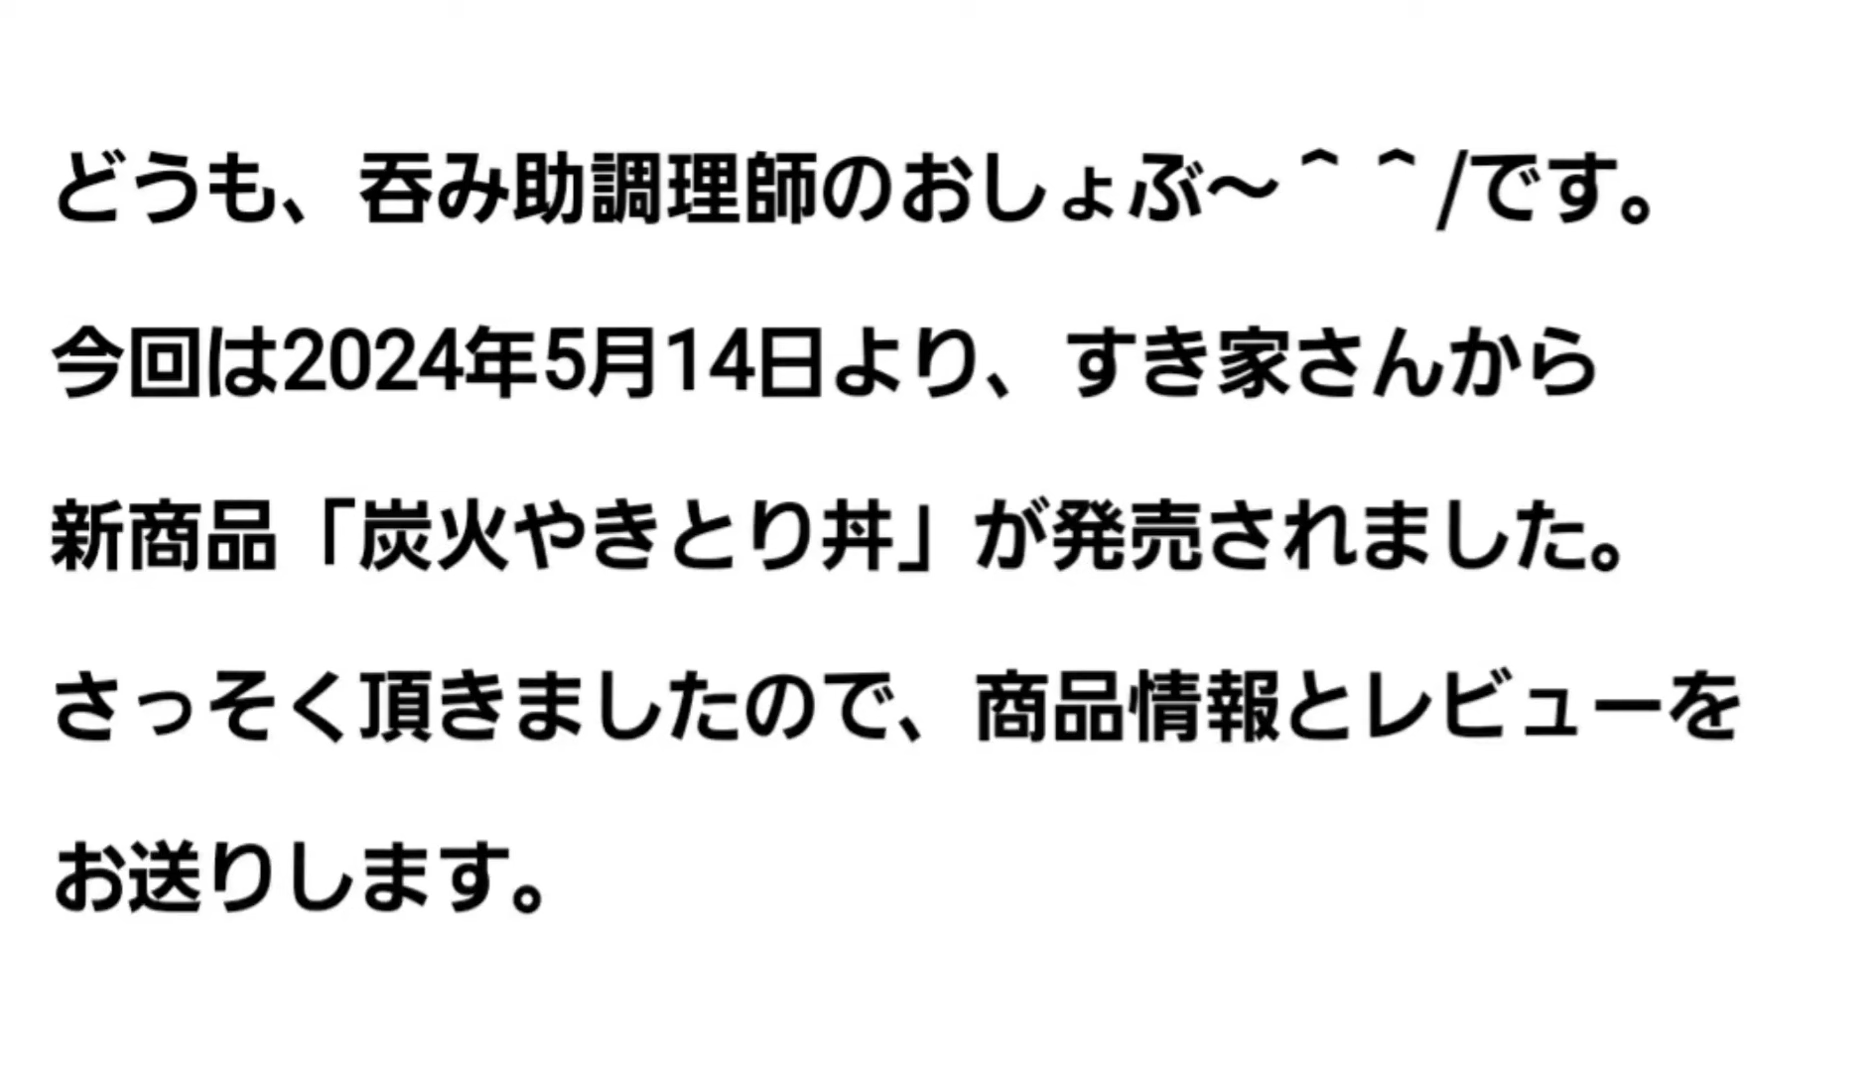 どうも、呑み助調理師のおしょぶ～＾＾/です。
今回は2024年5月14日より、すき家さんから
新商品「炭火やきとり丼」が発売されました。
さっそく頂きましたので、商品情報とレビューを
お送りします。